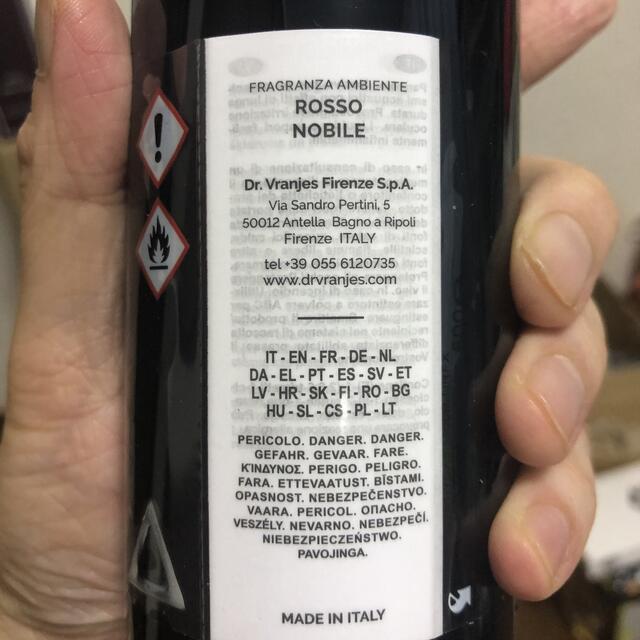 FRAGRANZA AMBIENTE
ROSSO
NOBILE
Dr. Vranjes Firenze S.p.A.
Via Sandro Pertini, 5
50012 Antella Bagno a Ripoli
Firenze ITALY
tel +39 055 6120735
www.drvranjes.com
IT - EN - FR - DE - NL
DA - EL - PT - ES - SV - ET
LV - HR - SK - FI - RO - BG
HU - SL - CS - PL - LT
PERICOLO. DANGER. DANGER.
GEFAHR. GEVAAR. FARE.
ΚΊΝΔΥΝΟΣ. PERIGO. PELIGRO.
FARA. ETTEVAATUST. BĪSTAMI.
OPASNOST. NEBEZPEČENSTVO.
VAARA. PERICOL. ОПАСНО.
VESZÉLY. NEVARNO. NEBEZPEČÍ.
NIEBEZPIECZEŃSTWO.
PAVOJINGA.
MADE IN ITALY